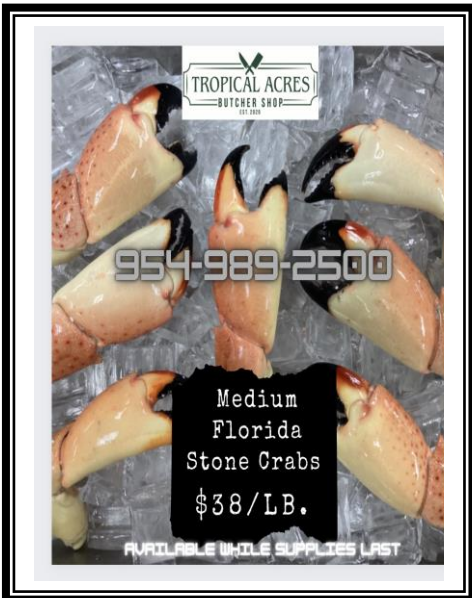 TROPICAL ACRES
BUTCHER SHOP
EST. 2020
954-989-2500
Medium
Florida
Stone Crabs
$38/LB.
AVAILABLE WHILE SUPPLIES LAST